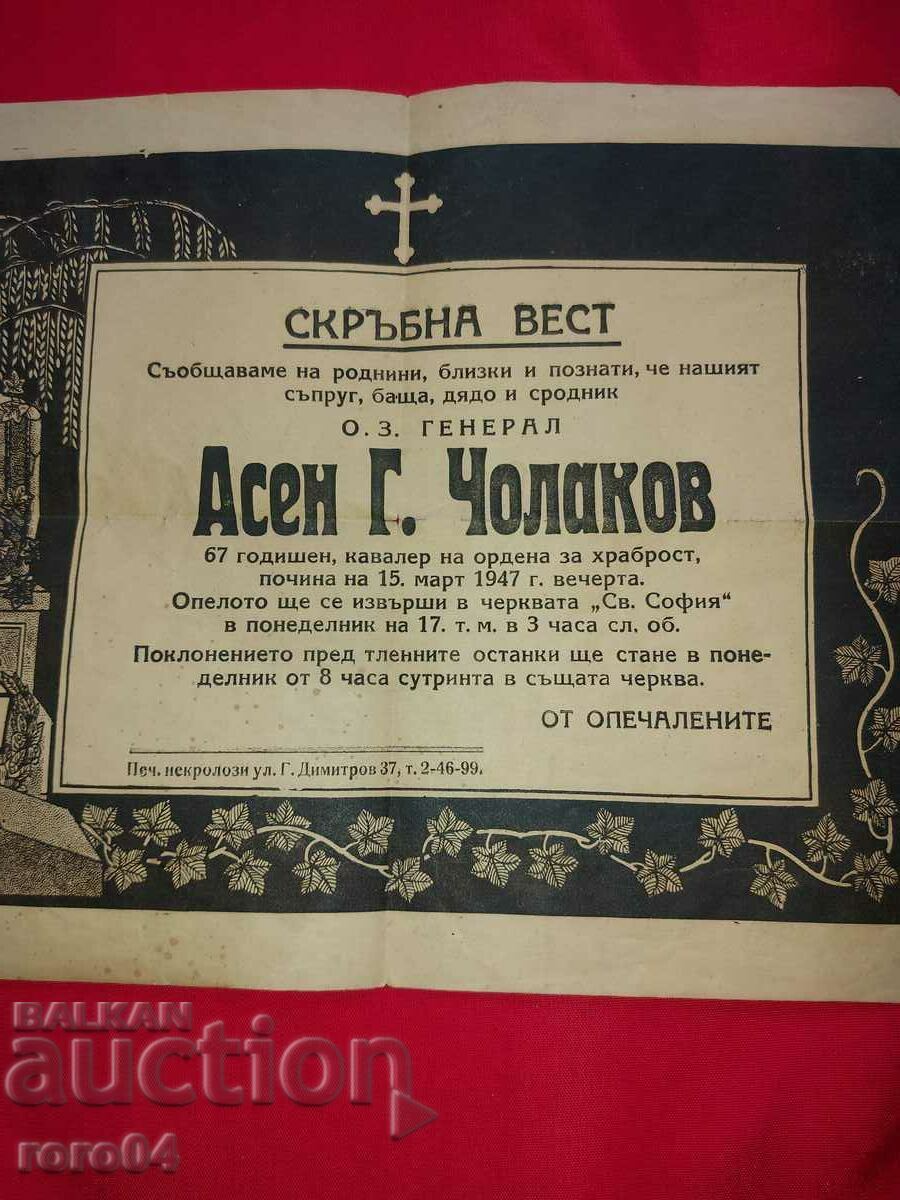 СКРЪБНА ВЕСТ
Съобщаваме на роднини, близки и познати, че нашият
съпруг, баща, дядо и сродник
О. З. ГЕНЕРАЛ
Асен Г. Чолаков
67 годишен, кавалер на ордена за храброст,
почина на 15. март 1947 г. вечерта.
Опелото ще се извърши в черквата „Св. София“
в понеделник на 17. т. м. в 3 часа сл. об.
Поклонението пред тленните останки ще стане в поне-
делник от 8 часа сутринта в същата черква.
ОТ ОПЕЧАЛЕНИТЕ
Печ. некролози ул. Г. Димитров 37, т. 2-46-99.
BALKAN
auction
roro04